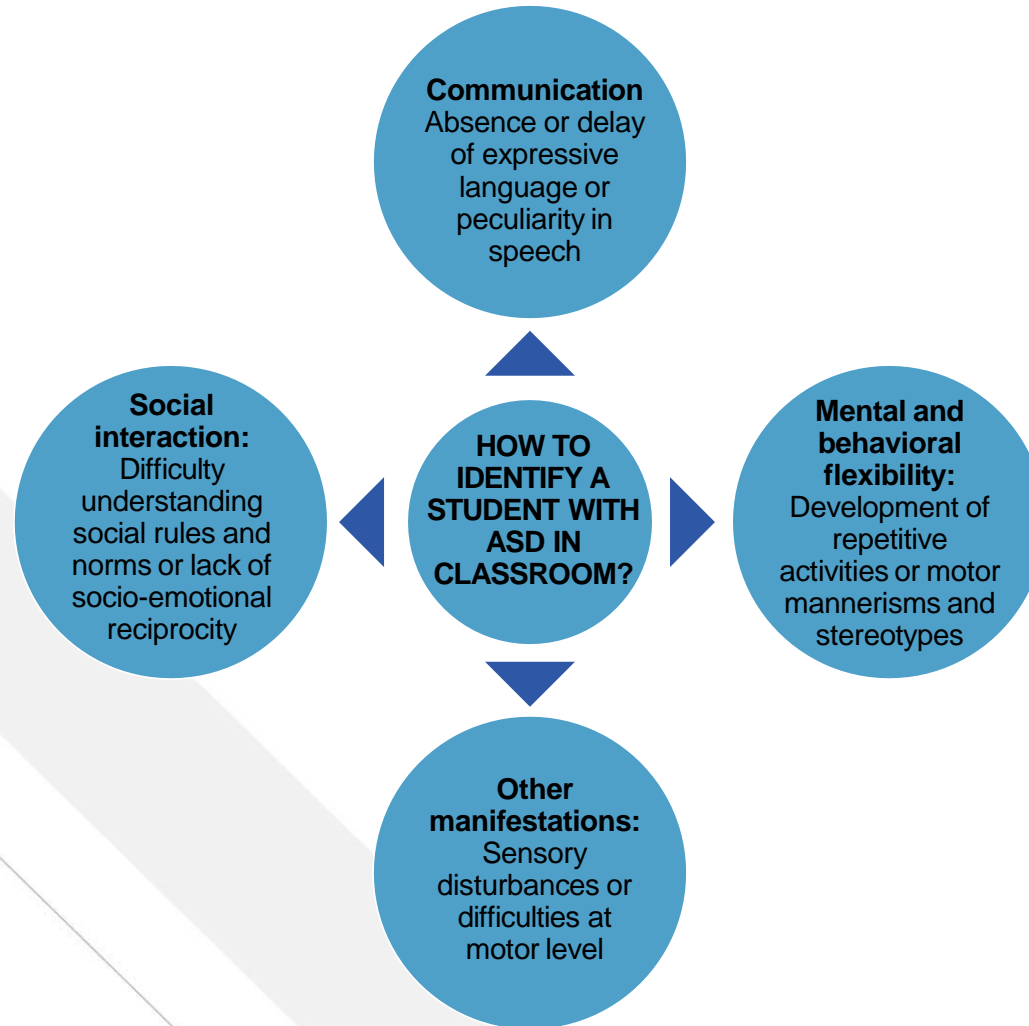 Communication
Absence or delay
of expressive
language or
peculiarity in
speech
Social
interaction:
Difficulty
understanding
social rules and
norms or lack of
socio-emotional
reciprocity
HOW TO
IDENTIFY A
STUDENT WITH
ASD IN
CLASSROOM?
Mental and
behavioral
flexibility:
Development of
repetitive
activities or motor
mannerisms and
stereotypes
Other
manifestations:
Sensory
disturbances or
difficulties at
motor level